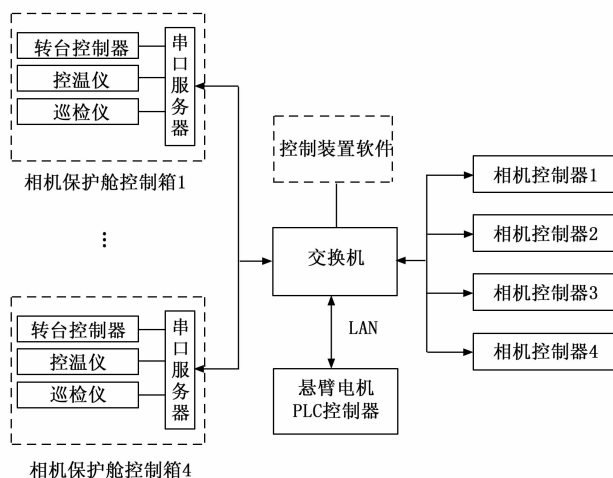 转台控制器
控温仪
巡检仪
串口服务器
相机保护舱控制箱1
⋮
转台控制器
控温仪
巡检仪
串口服务器
相机保护舱控制箱4
控制装置软件
交换机
LAN
悬臂电机
PLC控制器
相机控制器1
相机控制器2
相机控制器3
相机控制器4